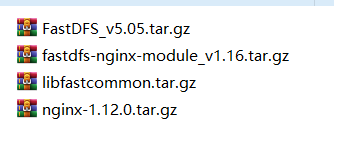 FastDFS_v5.05.tar.gz
fastdfs-nginx-module_v1.16.tar.gz
libfastcommon.tar.gz
nginx-1.12.0.tar.gz